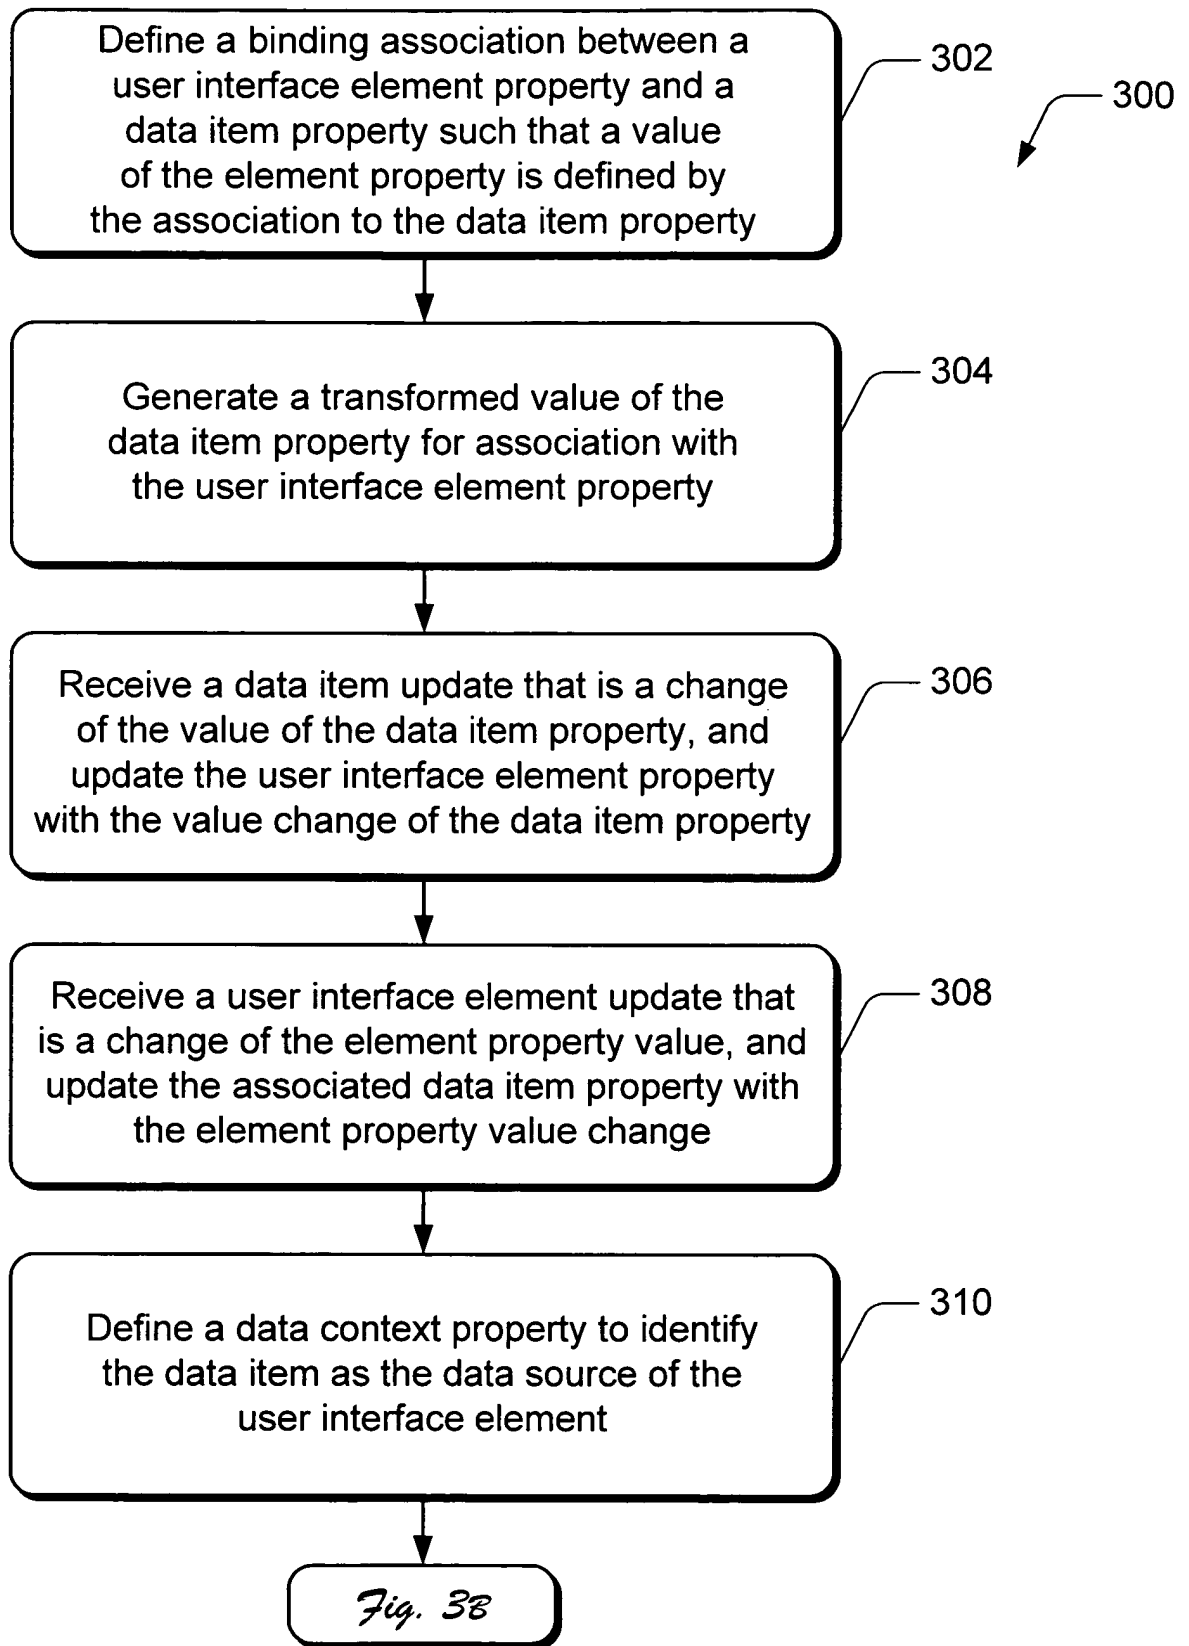 Define a binding association between a
user interface element property and a
data item property such that a value
of the element property is defined by
the association to the data item property
302
300
Generate a transformed value of the
data item property for association with
the user interface element property
304
Receive a data item update that is a change
of the value of the data item property, and
update the user interface element property
with the value change of the data item property
306
Receive a user interface element update that
is a change of the element property value, and
update the associated data item property with
the element property value change
308
Define a data context property to identify
the data item as the data source of the
user interface element
310
Fig. 3B